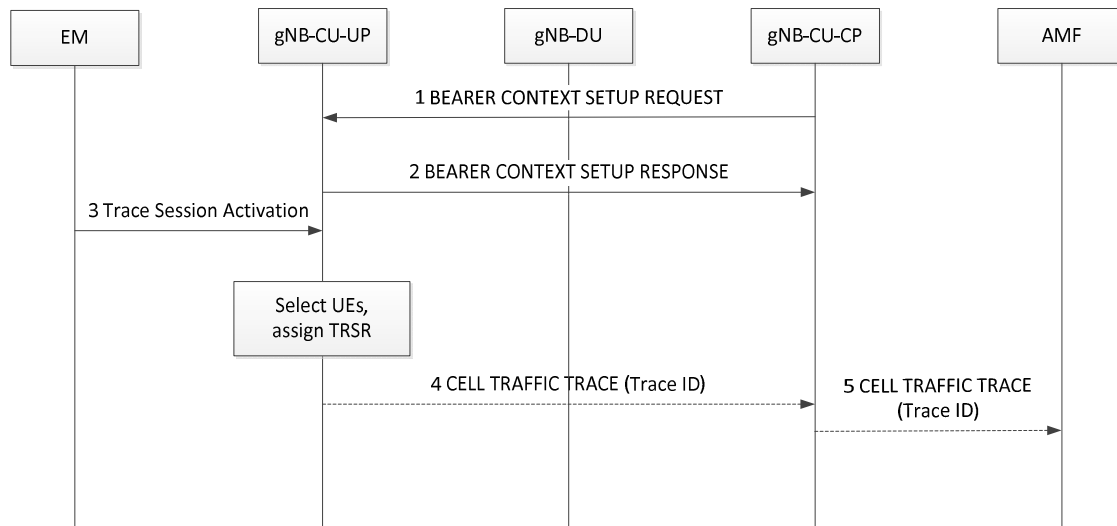 EM
gNB-CU-UP
gNB-DU
gNB-CU-CP
AMF
1 BEARER CONTEXT SETUP REQUEST
2 BEARER CONTEXT SETUP RESPONSE
3 Trace Session Activation
Select UEs,
assign TRSR
4 CELL TRAFFIC TRACE (Trace ID)
5 CELL TRAFFIC TRACE
(Trace ID)